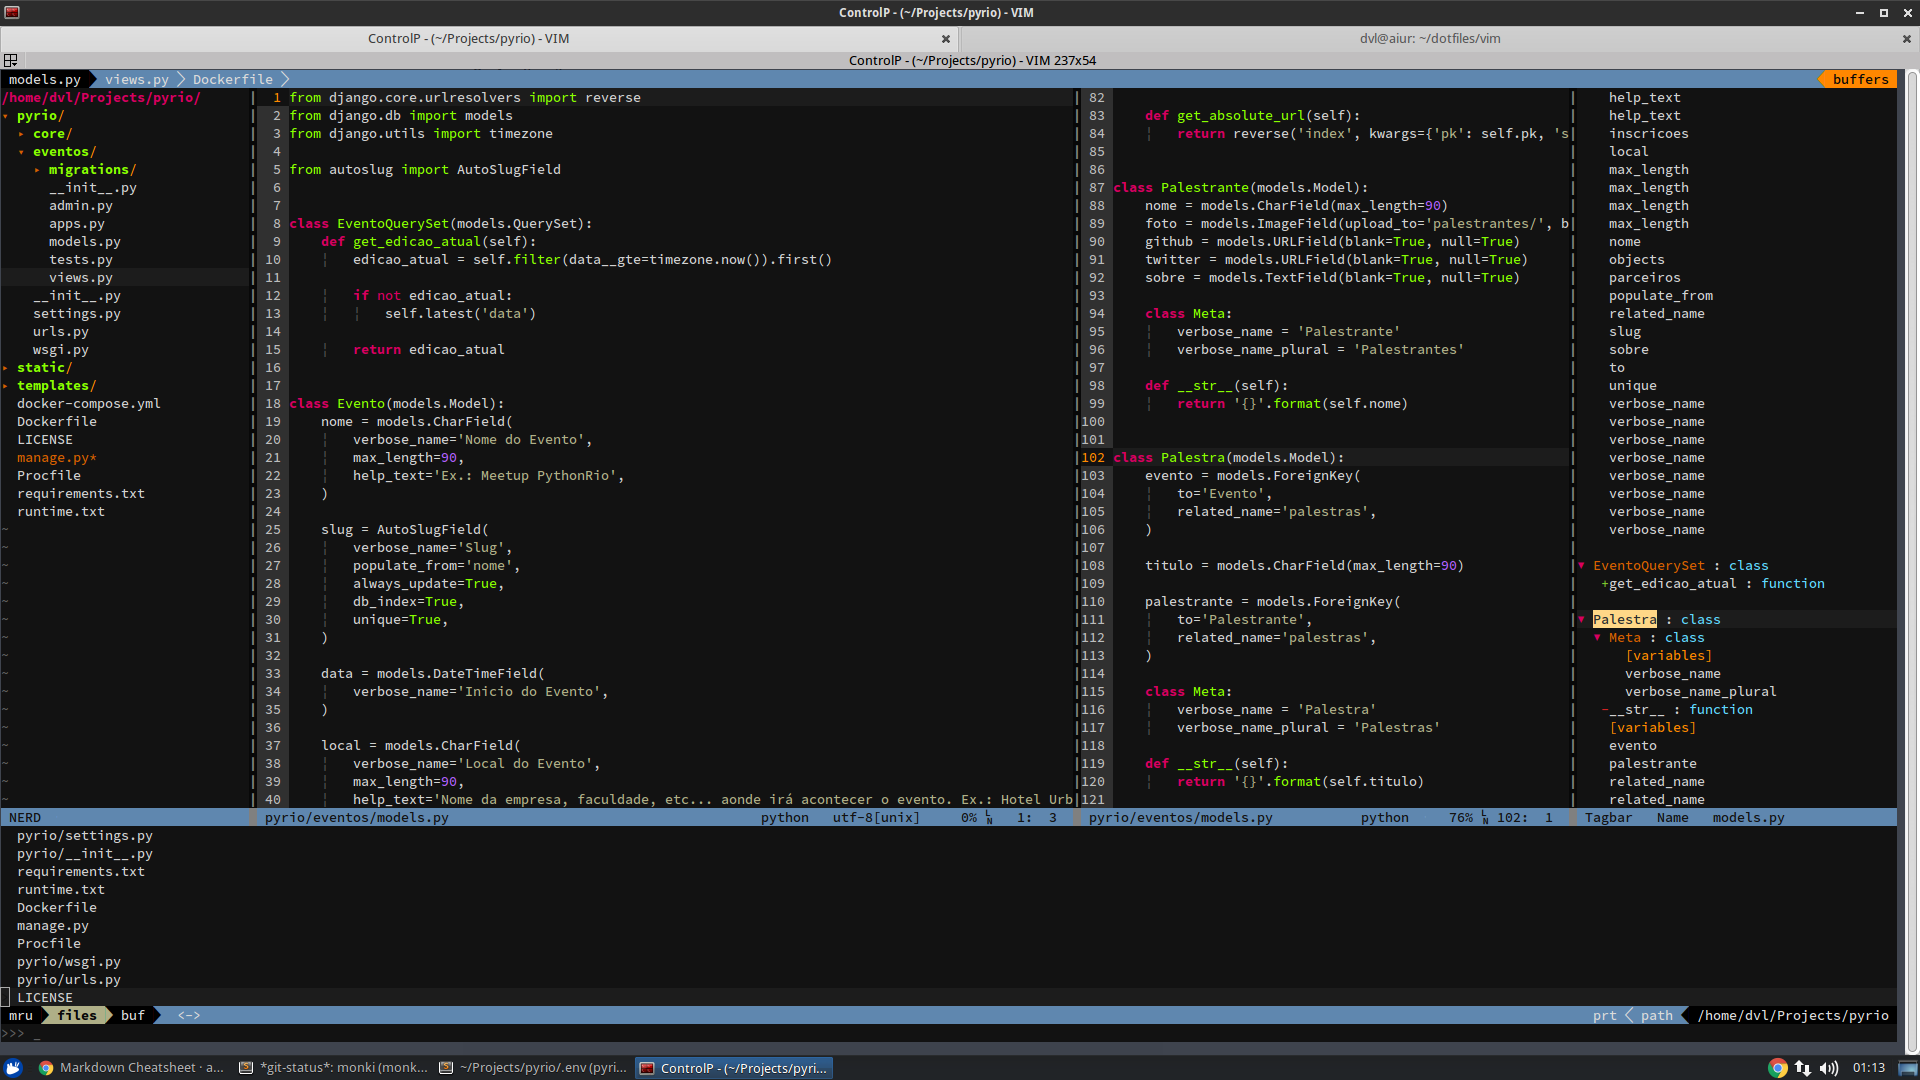 ControlP - (~/Projects/pyrio) - VIM
ControlP - (~/Projects/pyrio) - VIM
dvl@aiur: ~/dotfiles/vim
ControlP - (~/Projects/pyrio) - VIM 237x54
models.py views.py Dockerfile
buffers
/home/dvl/Projects/pyrio/
▾ pyrio/
▸ core/
▾ eventos/
▸ migrations/
__init__.py
admin.py
apps.py
models.py
tests.py
views.py
__init__.py
settings.py
urls.py
wsgi.py
▸ static/
▸ templates/
docker-compose.yml
Dockerfile
LICENSE
manage.py*
Procfile
requirements.txt
runtime.txt
NERD
1 from django.core.urlresolvers import reverse
2 from django.db import models
3 from django.utils import timezone
4
5 from autoslug import AutoSlugField
6
7
8 class EventoQuerySet(models.QuerySet):
9 def get_edicao_atual(self):
10 edicao_atual = self.filter(data__gte=timezone.now()).first()
11
12 if not edicao_atual:
13 self.latest('data')
14
15 return edicao_atual
16
17
18 class Evento(models.Model):
19 nome = models.CharField(
20 verbose_name='Nome do Evento',
21 max_length=90,
22 help_text='Ex.: Meetup PythonRio',
23 )
24
25 slug = AutoSlugField(
26 verbose_name='Slug',
27 populate_from='nome',
28 always_update=True,
29 db_index=True,
30 unique=True,
31 )
32
33 data = models.DateTimeField(
34 verbose_name='Inicio do Evento',
35 )
36
37 local = models.CharField(
38 verbose_name='Local do Evento',
39 max_length=90,
40 help_text='Nome da empresa, faculdade, etc... aonde irá acontecer o evento. Ex.: Hotel Urb
pyrio/eventos/models.py python utf-8[unix] 0% 1: 3
82
83 def get_absolute_url(self):
84 return reverse('index', kwargs={'pk': self.pk, 's
85
86
87 class Palestrante(models.Model):
88 nome = models.CharField(max_length=90)
89 foto = models.ImageField(upload_to='palestrantes/', b
90 github = models.URLField(blank=True, null=True)
91 twitter = models.URLField(blank=True, null=True)
92 sobre = models.TextField(blank=True, null=True)
93
94 class Meta:
95 verbose_name = 'Palestrante'
96 verbose_name_plural = 'Palestrantes'
97
98 def __str__(self):
99 return '{}'.format(self.nome)
100
101
102 class Palestra(models.Model):
103 evento = models.ForeignKey(
104 to='Evento',
105 related_name='palestras',
106 )
107
108 titulo = models.CharField(max_length=90)
109
110 palestrante = models.ForeignKey(
111 to='Palestrante',
112 related_name='palestras',
113 )
114
115 class Meta:
116 verbose_name = 'Palestra'
117 verbose_name_plural = 'Palestras'
118
119 def __str__(self):
120 return '{}'.format(self.titulo)
121
pyrio/eventos/models.py python 76% 102: 1
help_text
help_text
inscricoes
local
max_length
max_length
max_length
max_length
nome
objects
parceiros
populate_from
related_name
slug
sobre
to
unique
verbose_name
verbose_name
verbose_name
verbose_name
verbose_name
verbose_name
verbose_name
verbose_name
▼ EventoQuerySet : class
+get_edicao_atual : function
▼ Palestra : class
▼ Meta : class
[variables]
verbose_name
verbose_name_plural
-__str__ : function
[variables]
evento
palestrante
related_name
related_name
Tagbar Name models.py
pyrio/settings.py
pyrio/__init__.py
requirements.txt
runtime.txt
Dockerfile
manage.py
Procfile
pyrio/wsgi.py
pyrio/urls.py
LICENSE
mru files buf <->
prt path /home/dvl/Projects/pyrio
>>> _
Markdown Cheatsheet · a...
*git-status*: monki (monk...
~/Projects/pyrio/.env (pyri...
ControlP - (~/Projects/pyri...
01:13